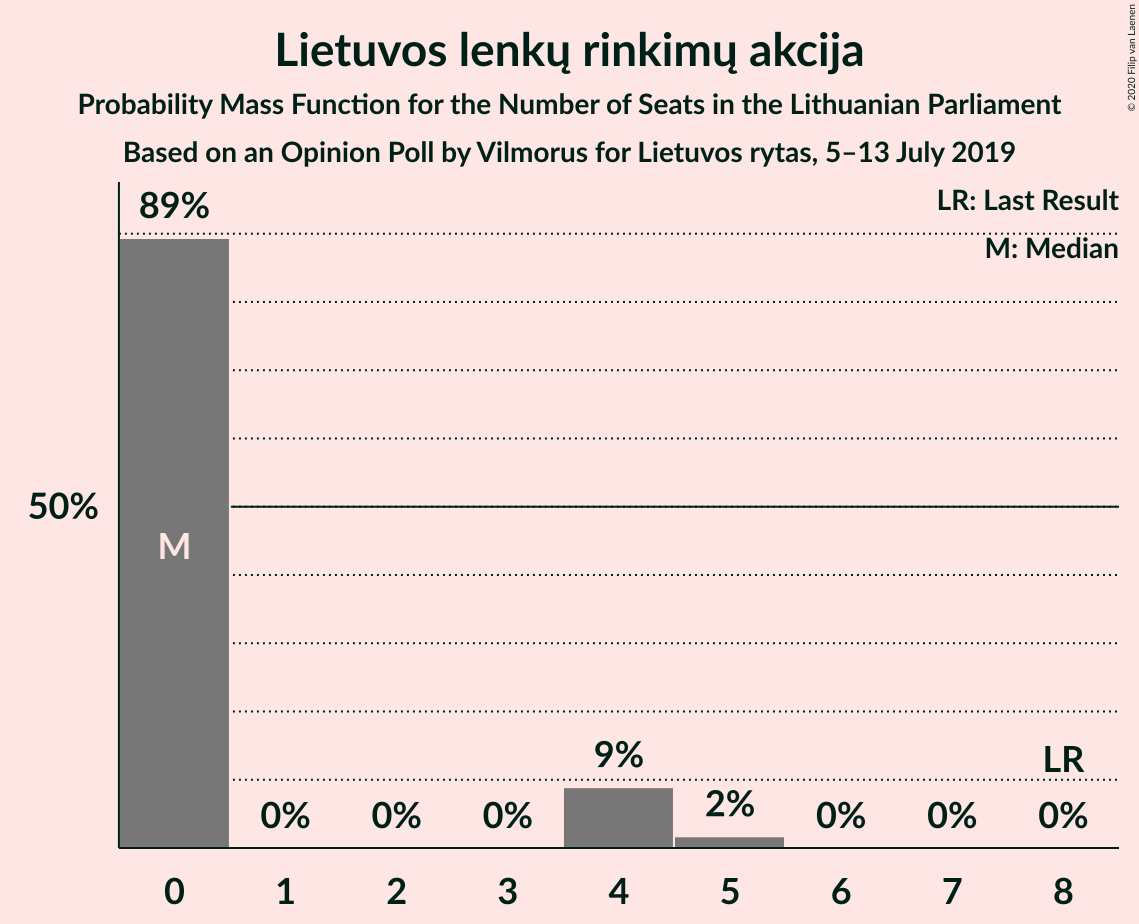 Lietuvos lenkų rinkimų akcija
Probability Mass Function for the Number of Seats in the Lithuanian Parliament
Based on an Opinion Poll by Vilmorus for Lietuvos rytas, 5–13 July 2019
© 2020 Filip van Laenen
LR: Last Result
M: Median
89%
50%
M
0% 0% 0% 9% 2% 0% 0% 0%
LR
0 1 2 3 4 5 6 7 8